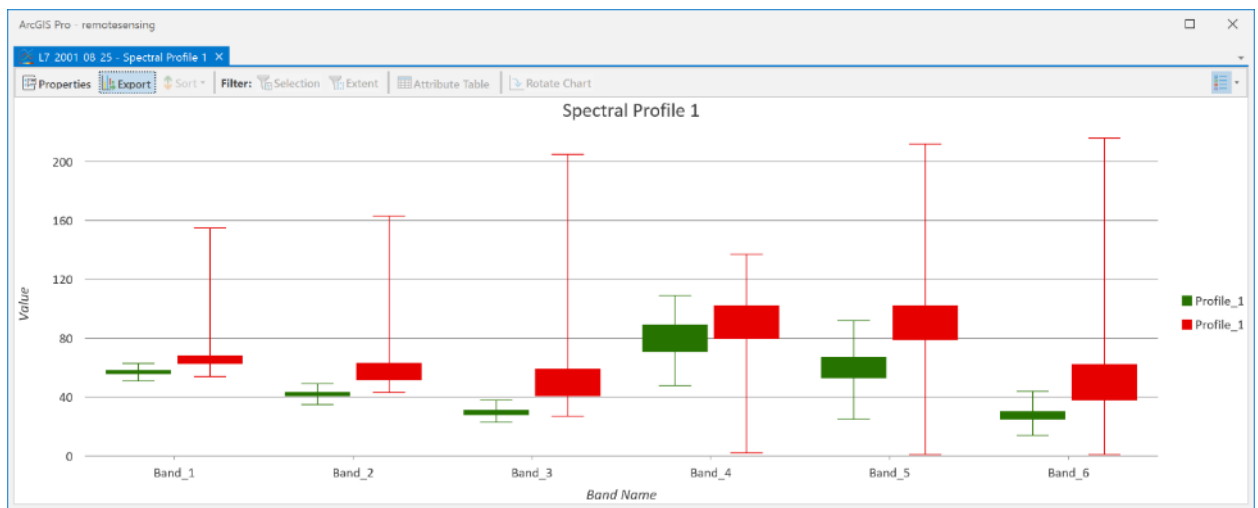 ArcGIS Pro - remotesensing
L7 2001 08 25 - Spectral Profile 1
Properties Export Sort Filter: Selection Extent Attribute Table Rotate Chart
Spectral Profile 1
200
160
120
80
40
0
Value
Band_1 Band_2 Band_3 Band_4 Band_5 Band_6
Band Name
Profile_1
Profile_1